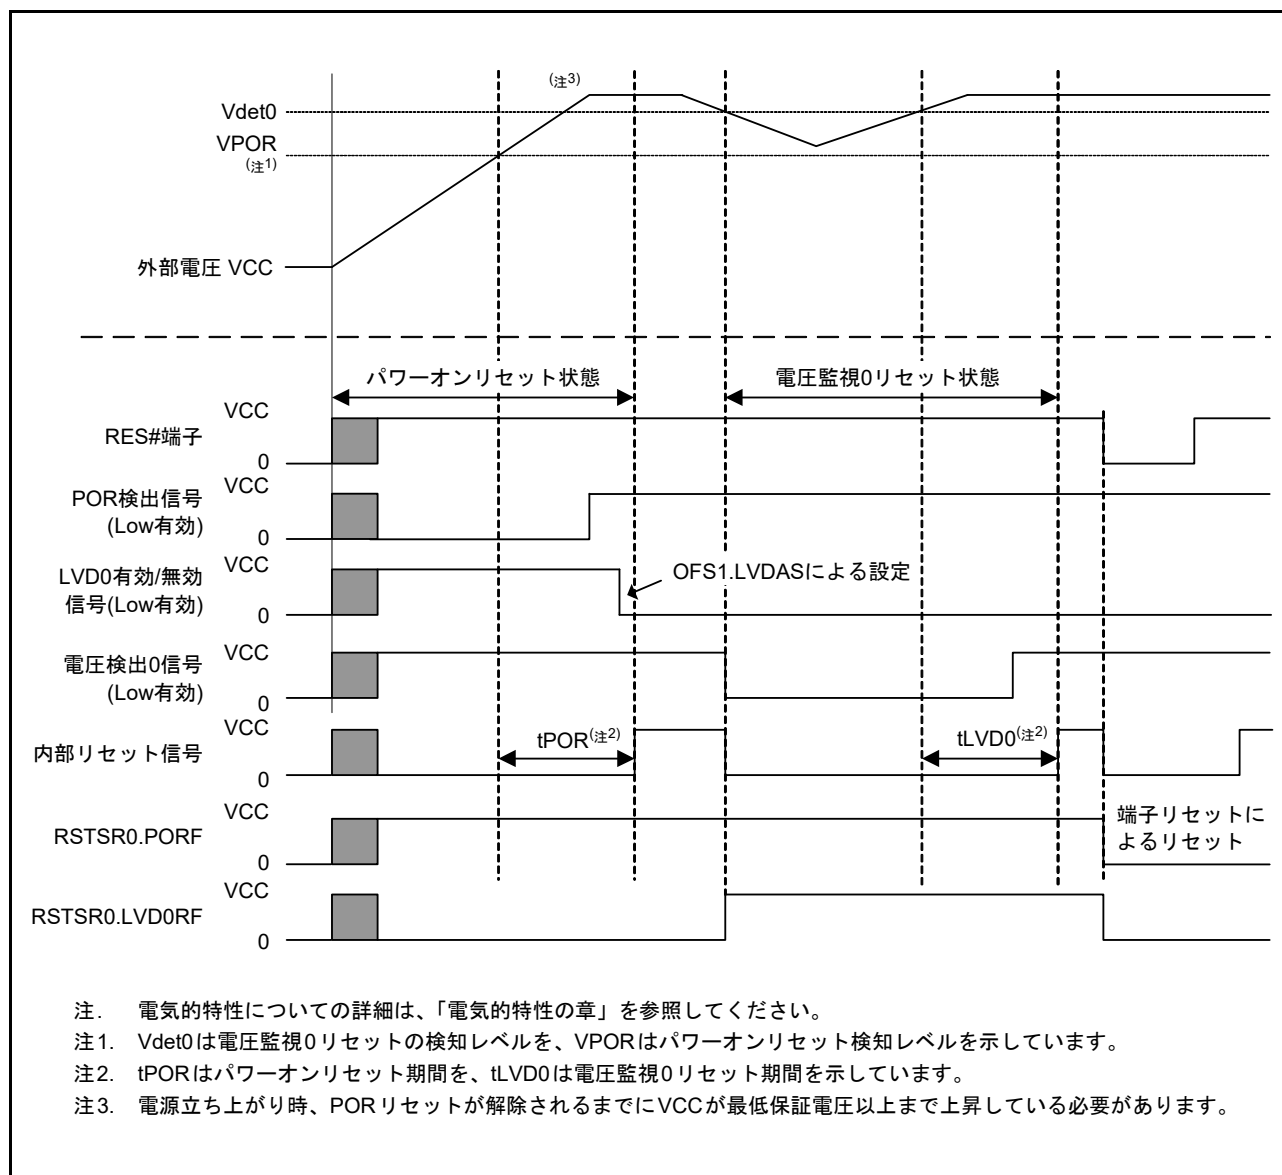 (注3)
Vdet0
VPOR
(注1)
外部電圧 VCC
パワーオンリセット状態
電圧監視0リセット状態
VCC
RES#端子
0
VCC
POR検出信号
(Low有効)
0
VCC
LVD0有効/無効
信号(Low有効)
0
OFS1.LVDASによる設定
VCC
電圧検出0信号
(Low有効)
0
VCC
内部リセット信号
0
tPOR(注2)
tLVD0(注2)
VCC
RSTSR0.PORF
0
端子リセットに
よるリセット
VCC
RSTSR0.LVD0RF
0
注. 電気的特性についての詳細は、「電気的特性の章」を参照してください。
注1. Vdet0は電圧監視0リセットの検知レベルを、VPORはパワーオンリセット検知レベルを示しています。
注2. tPORはパワーオンリセット期間を、tLVD0は電圧監視0リセット期間を示しています。
注3. 電源立ち上がり時、PORリセットが解除されるまでにVCCが最低保証電圧以上まで上昇している必要があります。